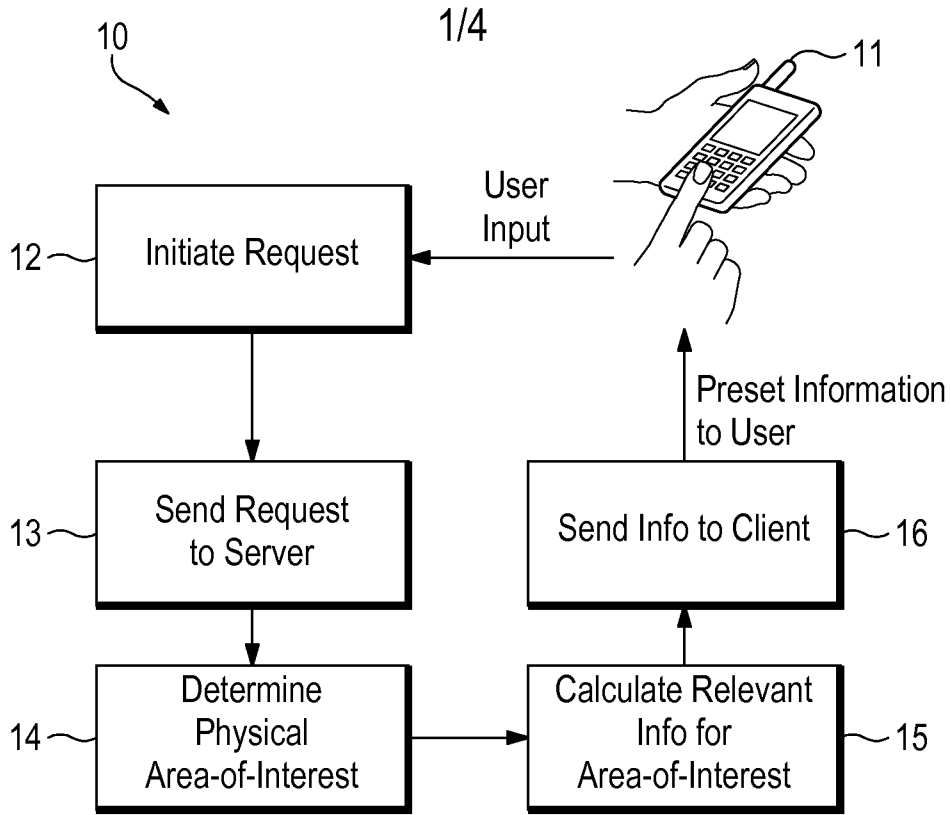 1/4
10
11
User
Input
12
Initiate Request
Preset Information
to User
13
Send Request
to Server
Send Info to Client
16
14
Determine
Physical
Area-of-Interest
Calculate Relevant
Info for
Area-of-Interest
15